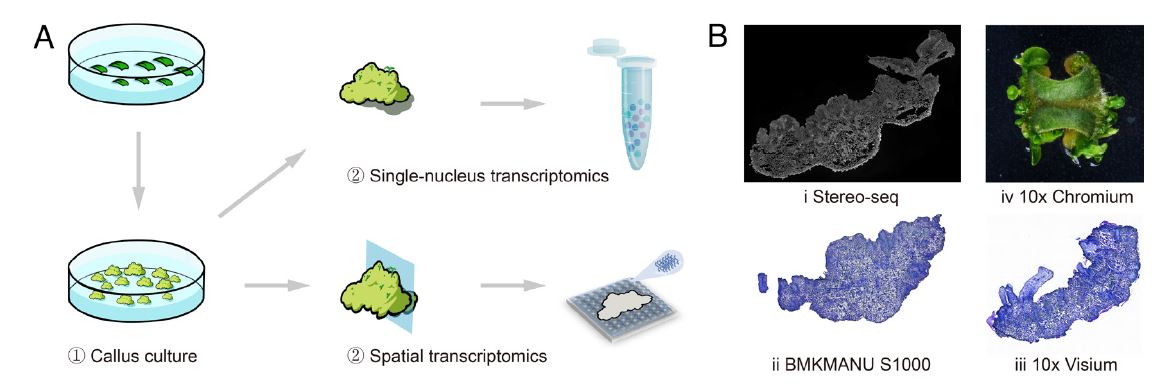 A
② Single-nucleus transcriptomics
① Callus culture
② Spatial transcriptomics
B
i Stereo-seq
iv 10x Chromium
ii BMKMANU S1000
iii 10x Visium